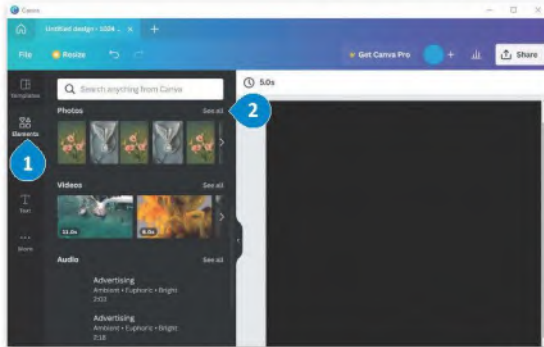 Canva
Untitled design - 1024 ...
File
Resize
Get Canva Pro
Share
Templates
Search anything from Canva
5.0s
Photos
See all
2
Elements
1
Videos
See all
Text
11.0s
6.0s
More
Audio
See all
Advertising
Ambient • Euphoric • Bright
2:03
Advertising
Ambient • Euphoric • Bright
2:18